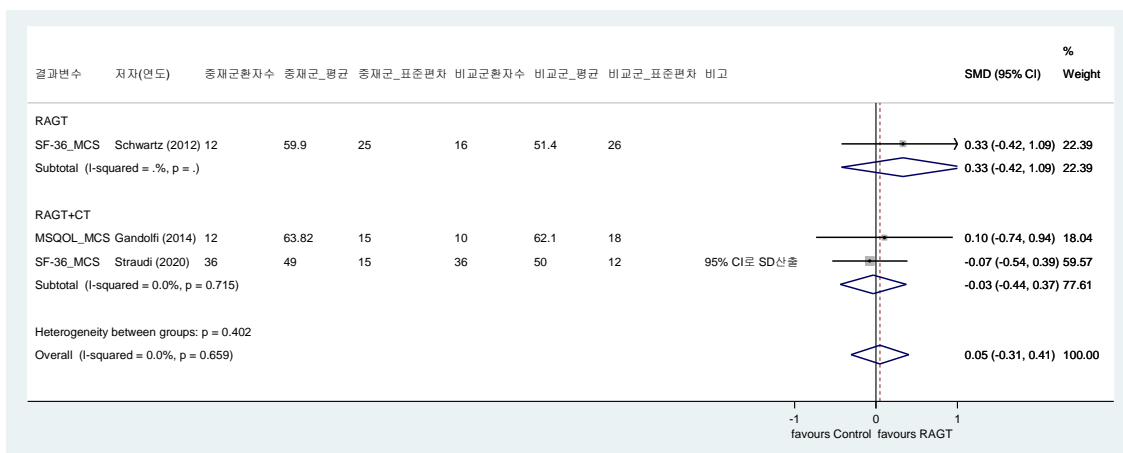 %
결과변수 저자(연도) 중재군환자수 중재군_평균 중재군_표준편차 비교군환자수 비교군_평균 비교군_표준편차 비고 SMD (95% CI) Weight
RAGT
SF-36_MCS Schwartz (2012) 12 59.9 25 16 51.4 26 0.33 (-0.42, 1.09) 22.39
Subtotal (I-squared = .%, p = .) 0.33 (-0.42, 1.09) 22.39
RAGT+CT
MSQOL_MCS Gandolfi (2014) 12 63.82 15 10 62.1 18 0.10 (-0.74, 0.94) 18.04
SF-36_MCS Straudi (2020) 36 49 15 36 50 12 95% CI로 SD산출 -0.07 (-0.54, 0.39) 59.57
Subtotal (I-squared = 0.0%, p = 0.715) -0.03 (-0.44, 0.37) 77.61
Heterogeneity between groups: p = 0.402
Overall (I-squared = 0.0%, p = 0.659) 0.05 (-0.31, 0.41) 100.00
-1 0 1
favours Control favours RAGT